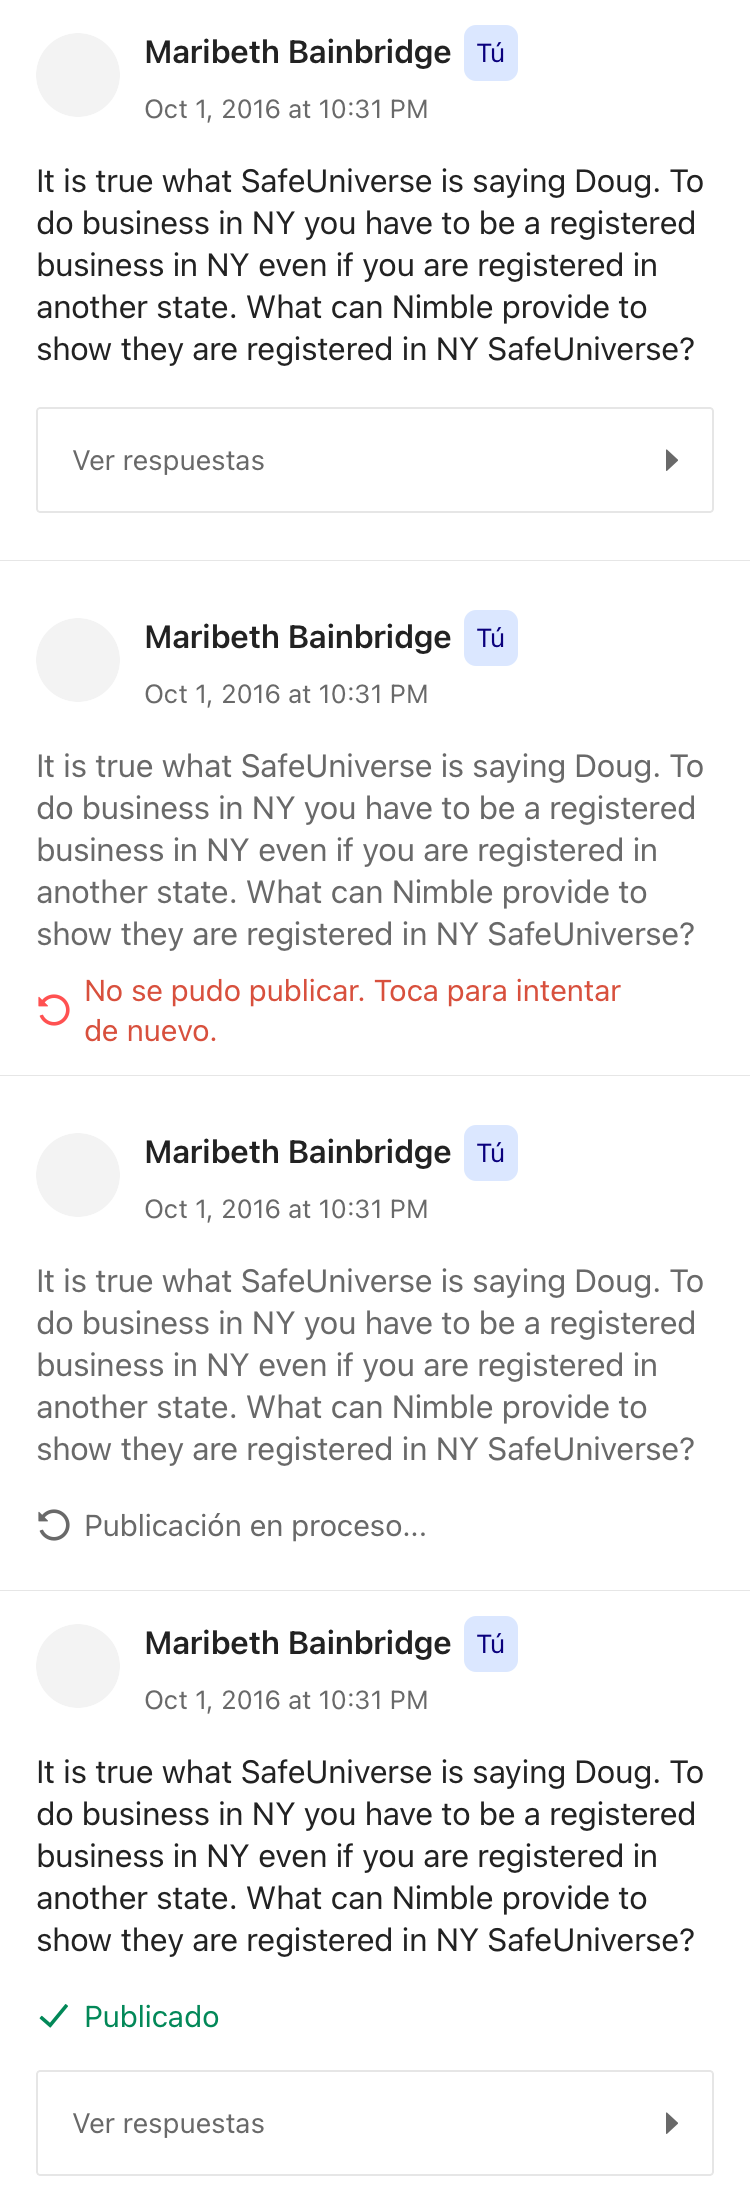 Maribeth Bainbridge Tú
Oct 1, 2016 at 10:31 PM
It is true what SafeUniverse is saying Doug. To
do business in NY you have to be a registered
business in NY even if you are registered in
another state. What can Nimble provide to
show they are registered in NY SafeUniverse?
Ver respuestas
Maribeth Bainbridge Tú
Oct 1, 2016 at 10:31 PM
It is true what SafeUniverse is saying Doug. To
do business in NY you have to be a registered
business in NY even if you are registered in
another state. What can Nimble provide to
show they are registered in NY SafeUniverse?
No se pudo publicar. Toca para intentar
de nuevo.
Maribeth Bainbridge Tú
Oct 1, 2016 at 10:31 PM
It is true what SafeUniverse is saying Doug. To
do business in NY you have to be a registered
business in NY even if you are registered in
another state. What can Nimble provide to
show they are registered in NY SafeUniverse?
Publicación en proceso...
Maribeth Bainbridge Tú
Oct 1, 2016 at 10:31 PM
It is true what SafeUniverse is saying Doug. To
do business in NY you have to be a registered
business in NY even if you are registered in
another state. What can Nimble provide to
show they are registered in NY SafeUniverse?
Publicado
Ver respuestas